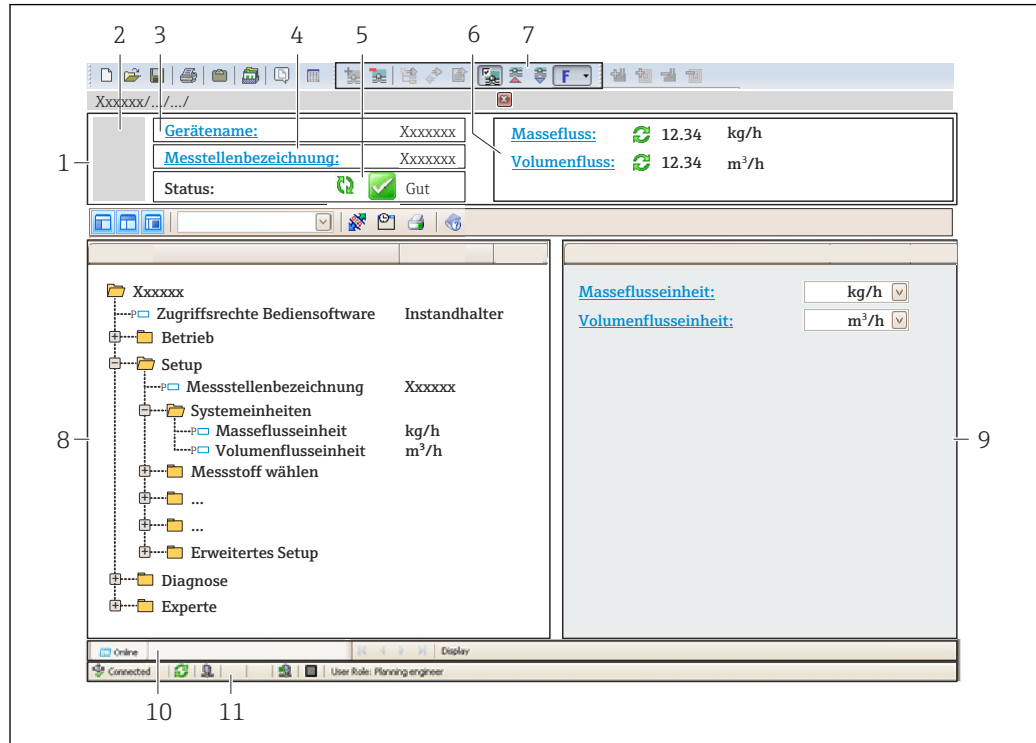 2 3 4 5 6 7
F
Xxxxxx/.../.../
1
Gerätename: Xxxxxxx
Messtellenbezeichnung: Xxxxxxx
Status: Gut
Massefluss: 12.34 kg/h
Volumenfluss: 12.34 m³/h
Xxxxxx
Zugriffsrechte Bediensoftware Instandhalter
Betrieb
Setup
P Messstellenbezeichnung Xxxxxx
Systemeinheiten
P Masseflusseinheit kg/h
P Volumenflusseinheit m³/h
Messstoff wählen
...
...
Erweitertes Setup
Diagnose
Experte
8
Masseflusseinheit: kg/h
Volumenflusseinheit: m³/h
9
Online Display
Connected User Role: Planning engineer
10 11